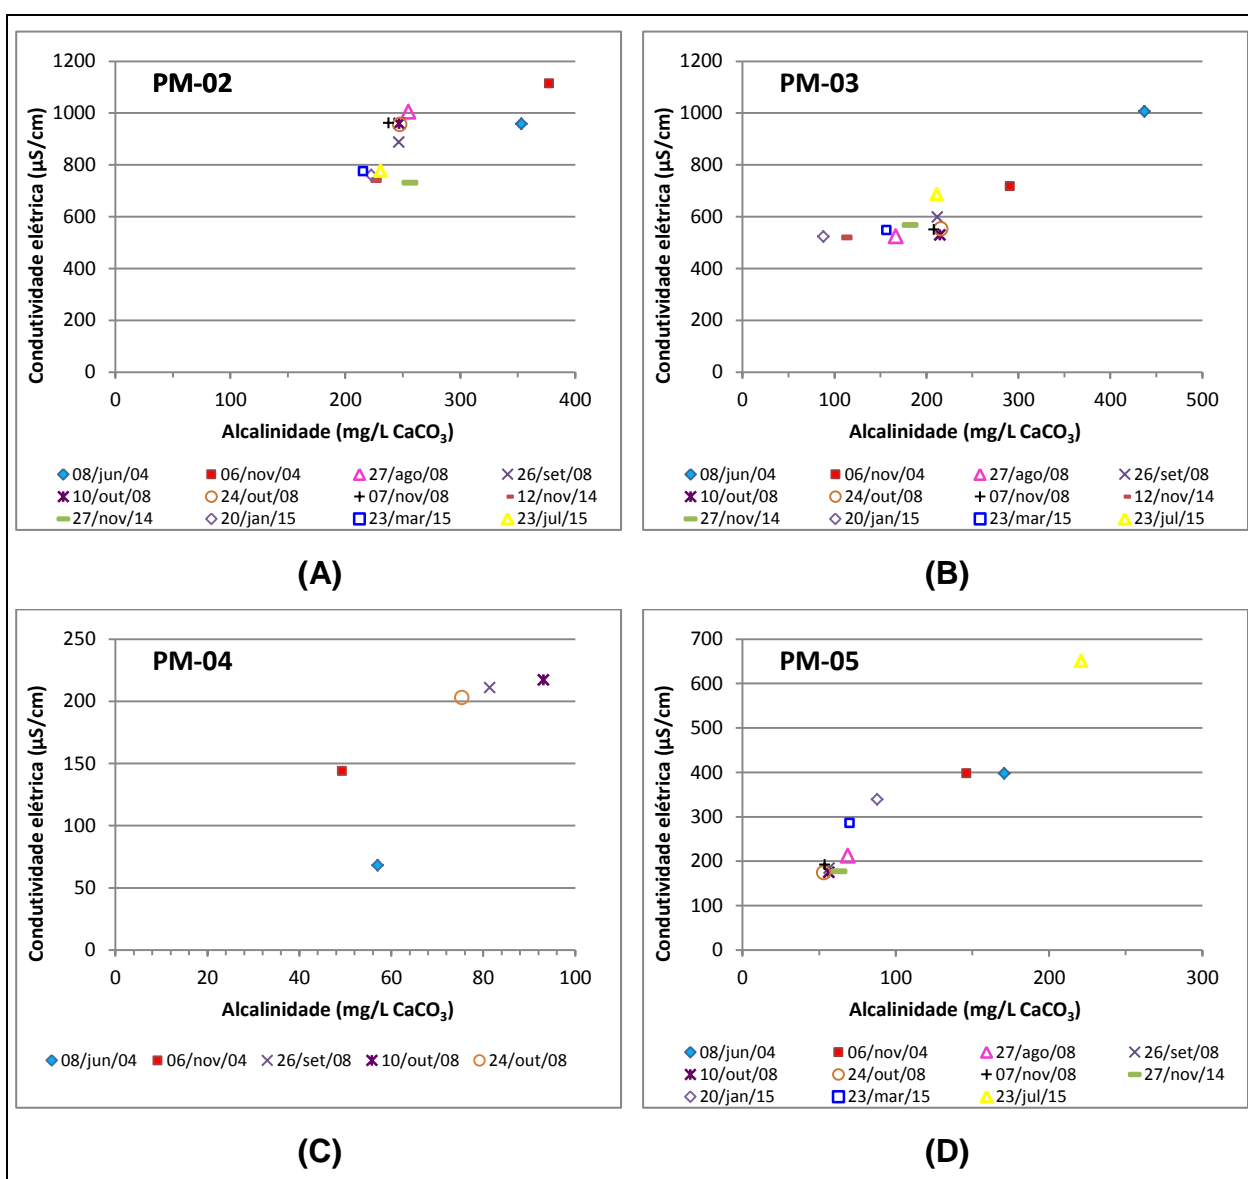 PM-02
Condutividade elétrica (µS/cm)
1200
1000
800
600
400
200
0
0 100 200 300 400
Alcalinidade (mg/L CaCO₃)
08/jun/04 06/nov/04 27/ago/08 26/set/08
10/out/08 24/out/08 07/nov/08 12/nov/14
27/nov/14 20/jan/15 23/mar/15 23/jul/15
(A)
PM-03
Condutividade elétrica (µS/cm)
1200
1000
800
600
400
200
0
0 100 200 300 400 500
Alcalinidade (mg/L CaCO₃)
08/jun/04 06/nov/04 27/ago/08 26/set/08
10/out/08 24/out/08 07/nov/08 12/nov/14
27/nov/14 20/jan/15 23/mar/15 23/jul/15
(B)
PM-04
Condutividade elétrica (µS/cm)
250
200
150
100
50
0
0 20 40 60 80 100
Alcalinidade (mg/L CaCO₃)
08/jun/04 06/nov/04 26/set/08 10/out/08 24/out/08
(C)
PM-05
Condutividade elétrica (µS/cm)
700
600
500
400
300
200
100
0
0 100 200 300
Alcalinidade (mg/L CaCO₃)
08/jun/04 06/nov/04 27/ago/08 26/set/08
10/out/08 24/out/08 07/nov/08 27/nov/14
20/jan/15 23/mar/15 23/jul/15
(D)